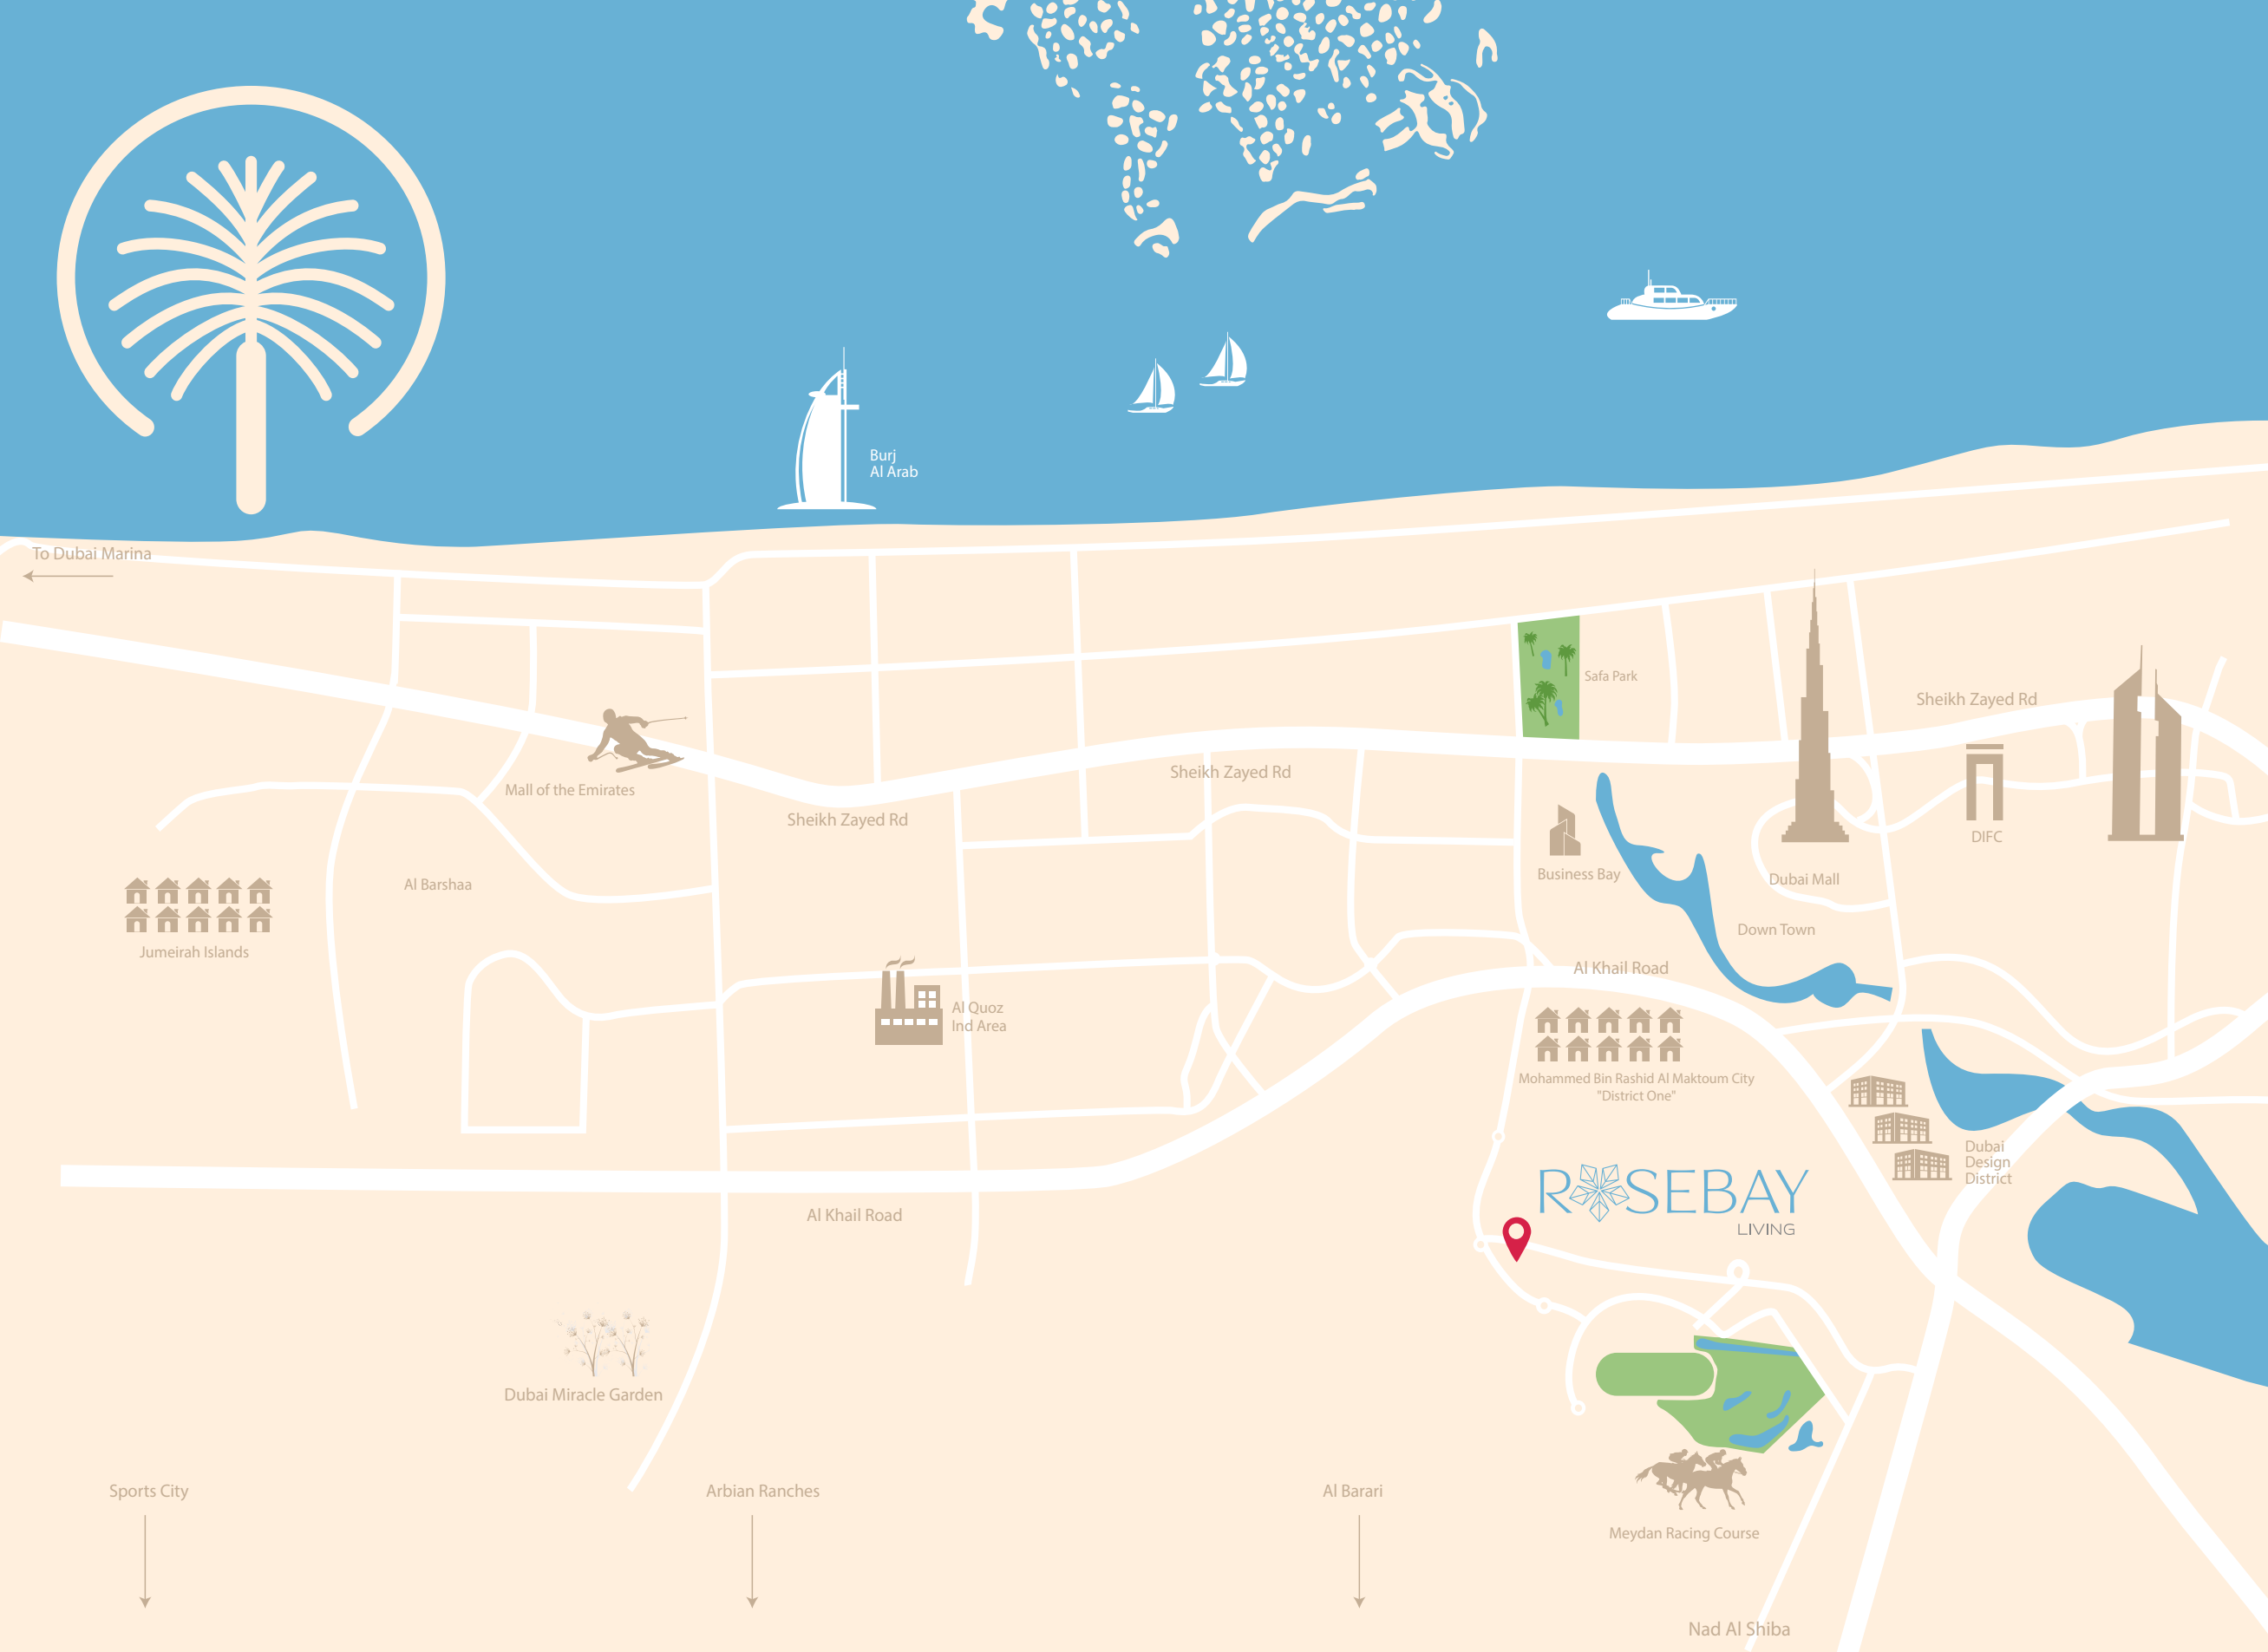 Burj
Al Arab
To Dubai Marina
Safa Park
Sheikh Zayed Rd
Sheikh Zayed Rd
Mall of the Emirates
Sheikh Zayed Rd
DIFC
Business Bay
Dubai Mall
Al Barshaa
Down Town
Jumeirah Islands
Al Khail Road
Al Quoz
Ind Area
Mohammed Bin Rashid Al Maktoum City
"District One"
Dubai
Design
District
ROSEBAY
LIVING
Al Khail Road
Dubai Miracle Garden
Sports City
Arbian Ranches
Al Barari
Meydan Racing Course
Nad Al Shiba